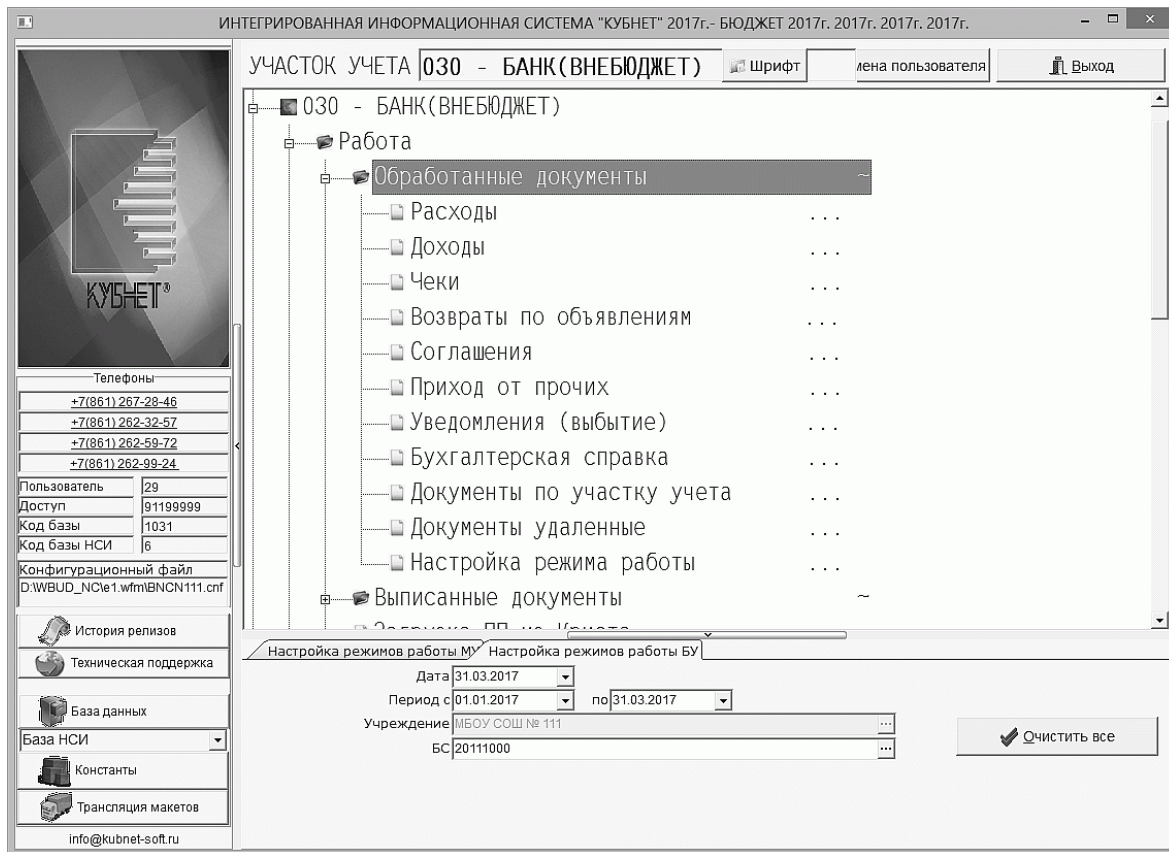 ИНТЕГРИРОВАННАЯ ИНФОРМАЦИОННАЯ СИСТЕМА "КУБНЕТ" 2017г.- БЮДЖЕТ 2017г. 2017г. 2017г. 2017г.
УЧАСТОК УЧЕТА 030 - БАНК(ВНЕБЮДЖЕТ) Шрифт мена пользователя Выход
КУБНЕТ®
Телефоны
+7(861) 267-28-46
+7(861) 262-32-57
+7(861) 262-59-72
+7(861) 262-99-24
Пользователь 29
Доступ 91199999
Код базы 1031
Код базы НСИ 6
Конфигурационный файл
D:\WBUD_NC\e1.wfm\BNCN111.cnf
История релизов
Техническая поддержка
База данных
База НСИ
Константы
Трансляция макетов
info@kubnet-soft.ru
030 - БАНК(ВНЕБЮДЖЕТ)
Работа
Обработанные документы ~
Расходы ...
Доходы ...
Чеки ...
Возвраты по объявлениям ...
Соглашения ...
Приход от прочих ...
Уведомления (выбытие) ...
Бухгалтерская справка ...
Документы по участку учета ...
Документы удаленные ...
Настройка режима работы ...
Выписанные документы ~
Настройка режимов работы МУ Настройка режимов работы БУ
Дата 31.03.2017
Период с 01.01.2017 по 31.03.2017
Учреждение МБОУ СОШ № 111 ...
БС 20111000 ...
Очистить все